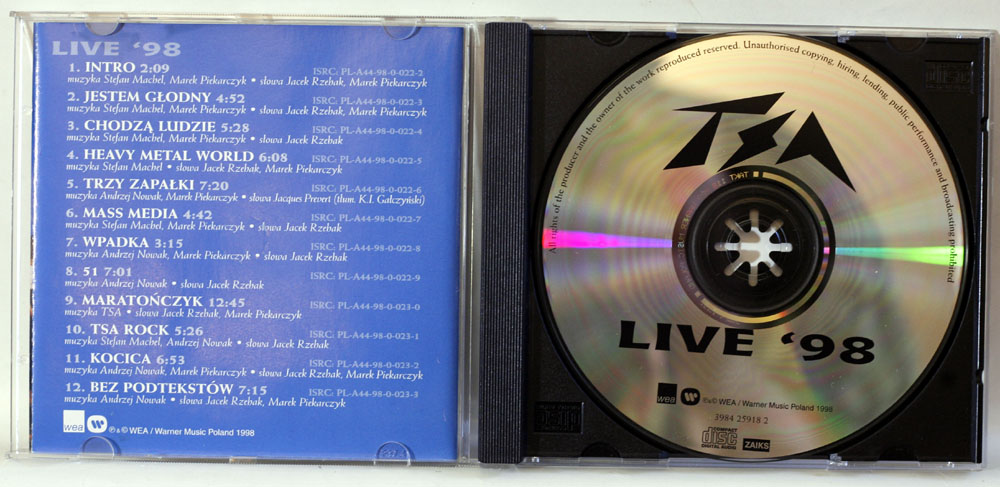 LIVE ‘98
1. INTRO 2:09 ISRC: PL-A44-98-0-022-2
muzyka Stefan Machel, Marek Piekarczyk • słowa Jacek Rzehak, Marek Piekarczyk
2. JESTEM GŁODNY 4:52 ISRC: PL-A44-98-0-022-3
muzyka Stefan Machel, Marek Piekarczyk • słowa Jacek Rzehak, Marek Piekarczyk
3. CHODZĄ LUDZIE 5:28 ISRC: PL-A44-98-0-022-4
muzyka Stefan Machel, Marek Piekarczyk • słowa Jacek Rzehak
4. HEAVY METAL WORLD 6:08 ISRC: PL-A44-98-0-022-5
muzyka Stefan Machel • słowa Jacek Rzehak, Marek Piekarczyk
5. TRZY ZAPAŁKI 7:20 ISRC: PL-A44-98-0-022-6
muzyka Andrzej Nowak, Marek Piekarczyk • słowa Jacques Prevert (tłum. K.I. Gałczyński)
6. MASS MEDIA 4:42 ISRC: PL-A44-98-0-022-7
muzyka Stefan Machel, Marek Piekarczyk • słowa Jacek Rzehak
7. WPADKA 3:15 ISRC: PL-A44-98-0-022-8
muzyka Andrzej Nowak, Marek Piekarczyk • słowa Jacek Rzehak, Marek Piekarczyk
8. 51 7:01 ISRC: PL-A44-98-0-022-9
muzyka Andrzej Nowak • słowa Jacek Rzehak
9. MARATOŃCZYK 12:45 ISRC: PL-A44-98-0-023-0
muzyka TSA • słowa Jacek Rzehak, Marek Piekarczyk
10. TSA ROCK 5:26 ISRC: PL-A44-98-0-023-1
muzyka Stefan Machel, Andrzej Nowak • słowa Jacek Rzehak
11. KOCICA 6:53 ISRC: PL-A44-98-0-023-2
muzyka Andrzej Nowak, Marek Piekarczyk • słowa Jacek Rzehak, Marek Piekarczyk
12. BEZ PODTEKSTÓW 7:15 ISRC: PL-A44-98-0-023-3
muzyka Andrzej Nowak • słowa Jacek Rzehak, Marek Piekarczyk
wea
℗ & © WEA / Warner Music Poland 1998
All rights of the producer and the owner of the work reproduced reserved. Unauthorised copying, hiring, lending, public performance and broadcasting prohibited
TSA
LIVE ‘98
wea
℗&© WEA / Warner Music Poland 1998
3984 25918 2
COMPACT
disc
DIGITAL AUDIO
ZAIKS